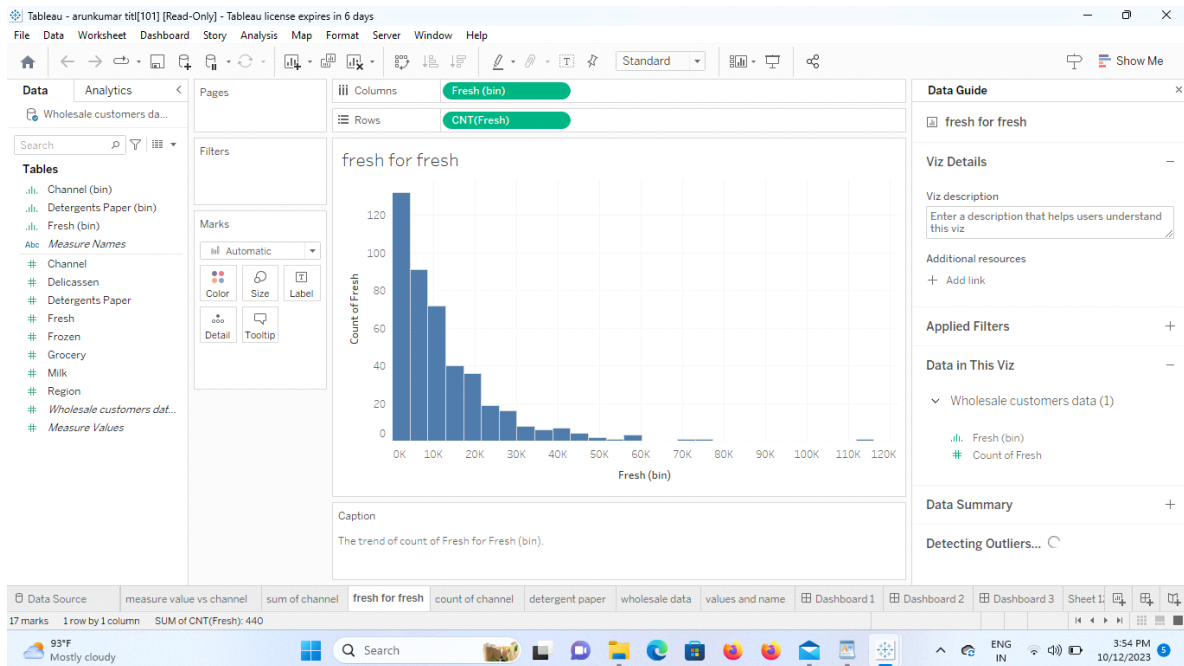 Tableau - arunkumar titl[101] [Read-Only] - Tableau license expires in 6 days
File Data Worksheet Dashboard Story Analysis Map Format Server Window Help
Standard
Show Me
Data Analytics
Wholesale customers da...
Search
Tables
Channel (bin)
Detergents Paper (bin)
Fresh (bin)
Abc Measure Names
# Channel
# Delicassen
# Detergents Paper
# Fresh
# Frozen
# Grocery
# Milk
# Region
# Wholesale customers dat...
# Measure Values
Pages
Filters
Marks
Automatic
Color Size Label
Detail Tooltip
Columns Fresh (bin)
Rows CNT(Fresh)
fresh for fresh
Count of Fresh
120
100
80
60
40
20
0
0K 10K 20K 30K 40K 50K 60K 70K 80K 90K 100K 110K 120K
Fresh (bin)
Caption
The trend of count of Fresh for Fresh (bin).
Data Guide
fresh for fresh
Viz Details
Viz description
Enter a description that helps users understand
this viz
Additional resources
+ Add link
Applied Filters
Data in This Viz
Wholesale customers data (1)
Fresh (bin)
# Count of Fresh
Data Summary
Detecting Outliers...
Data Source measure value vs channel sum of channel fresh for fresh count of channel detergent paper wholesale data values and name Dashboard 1 Dashboard 2 Dashboard 3 Sheet 1
17 marks 1 row by 1 column SUM of CNT(Fresh): 440
93°F
Mostly cloudy
Search
ENG
IN
3:54 PM
10/12/2023
5